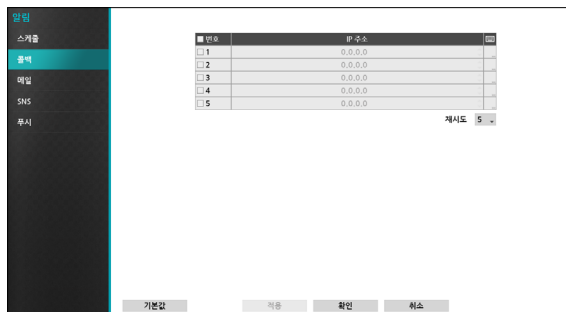 알림
스케줄
콜백
메일
SNS
푸시
번호 IP 주소
1 0.0.0.0
2 0.0.0.0
3 0.0.0.0
4 0.0.0.0
5 0.0.0.0
재시도 5
기본값 적용 확인 취소